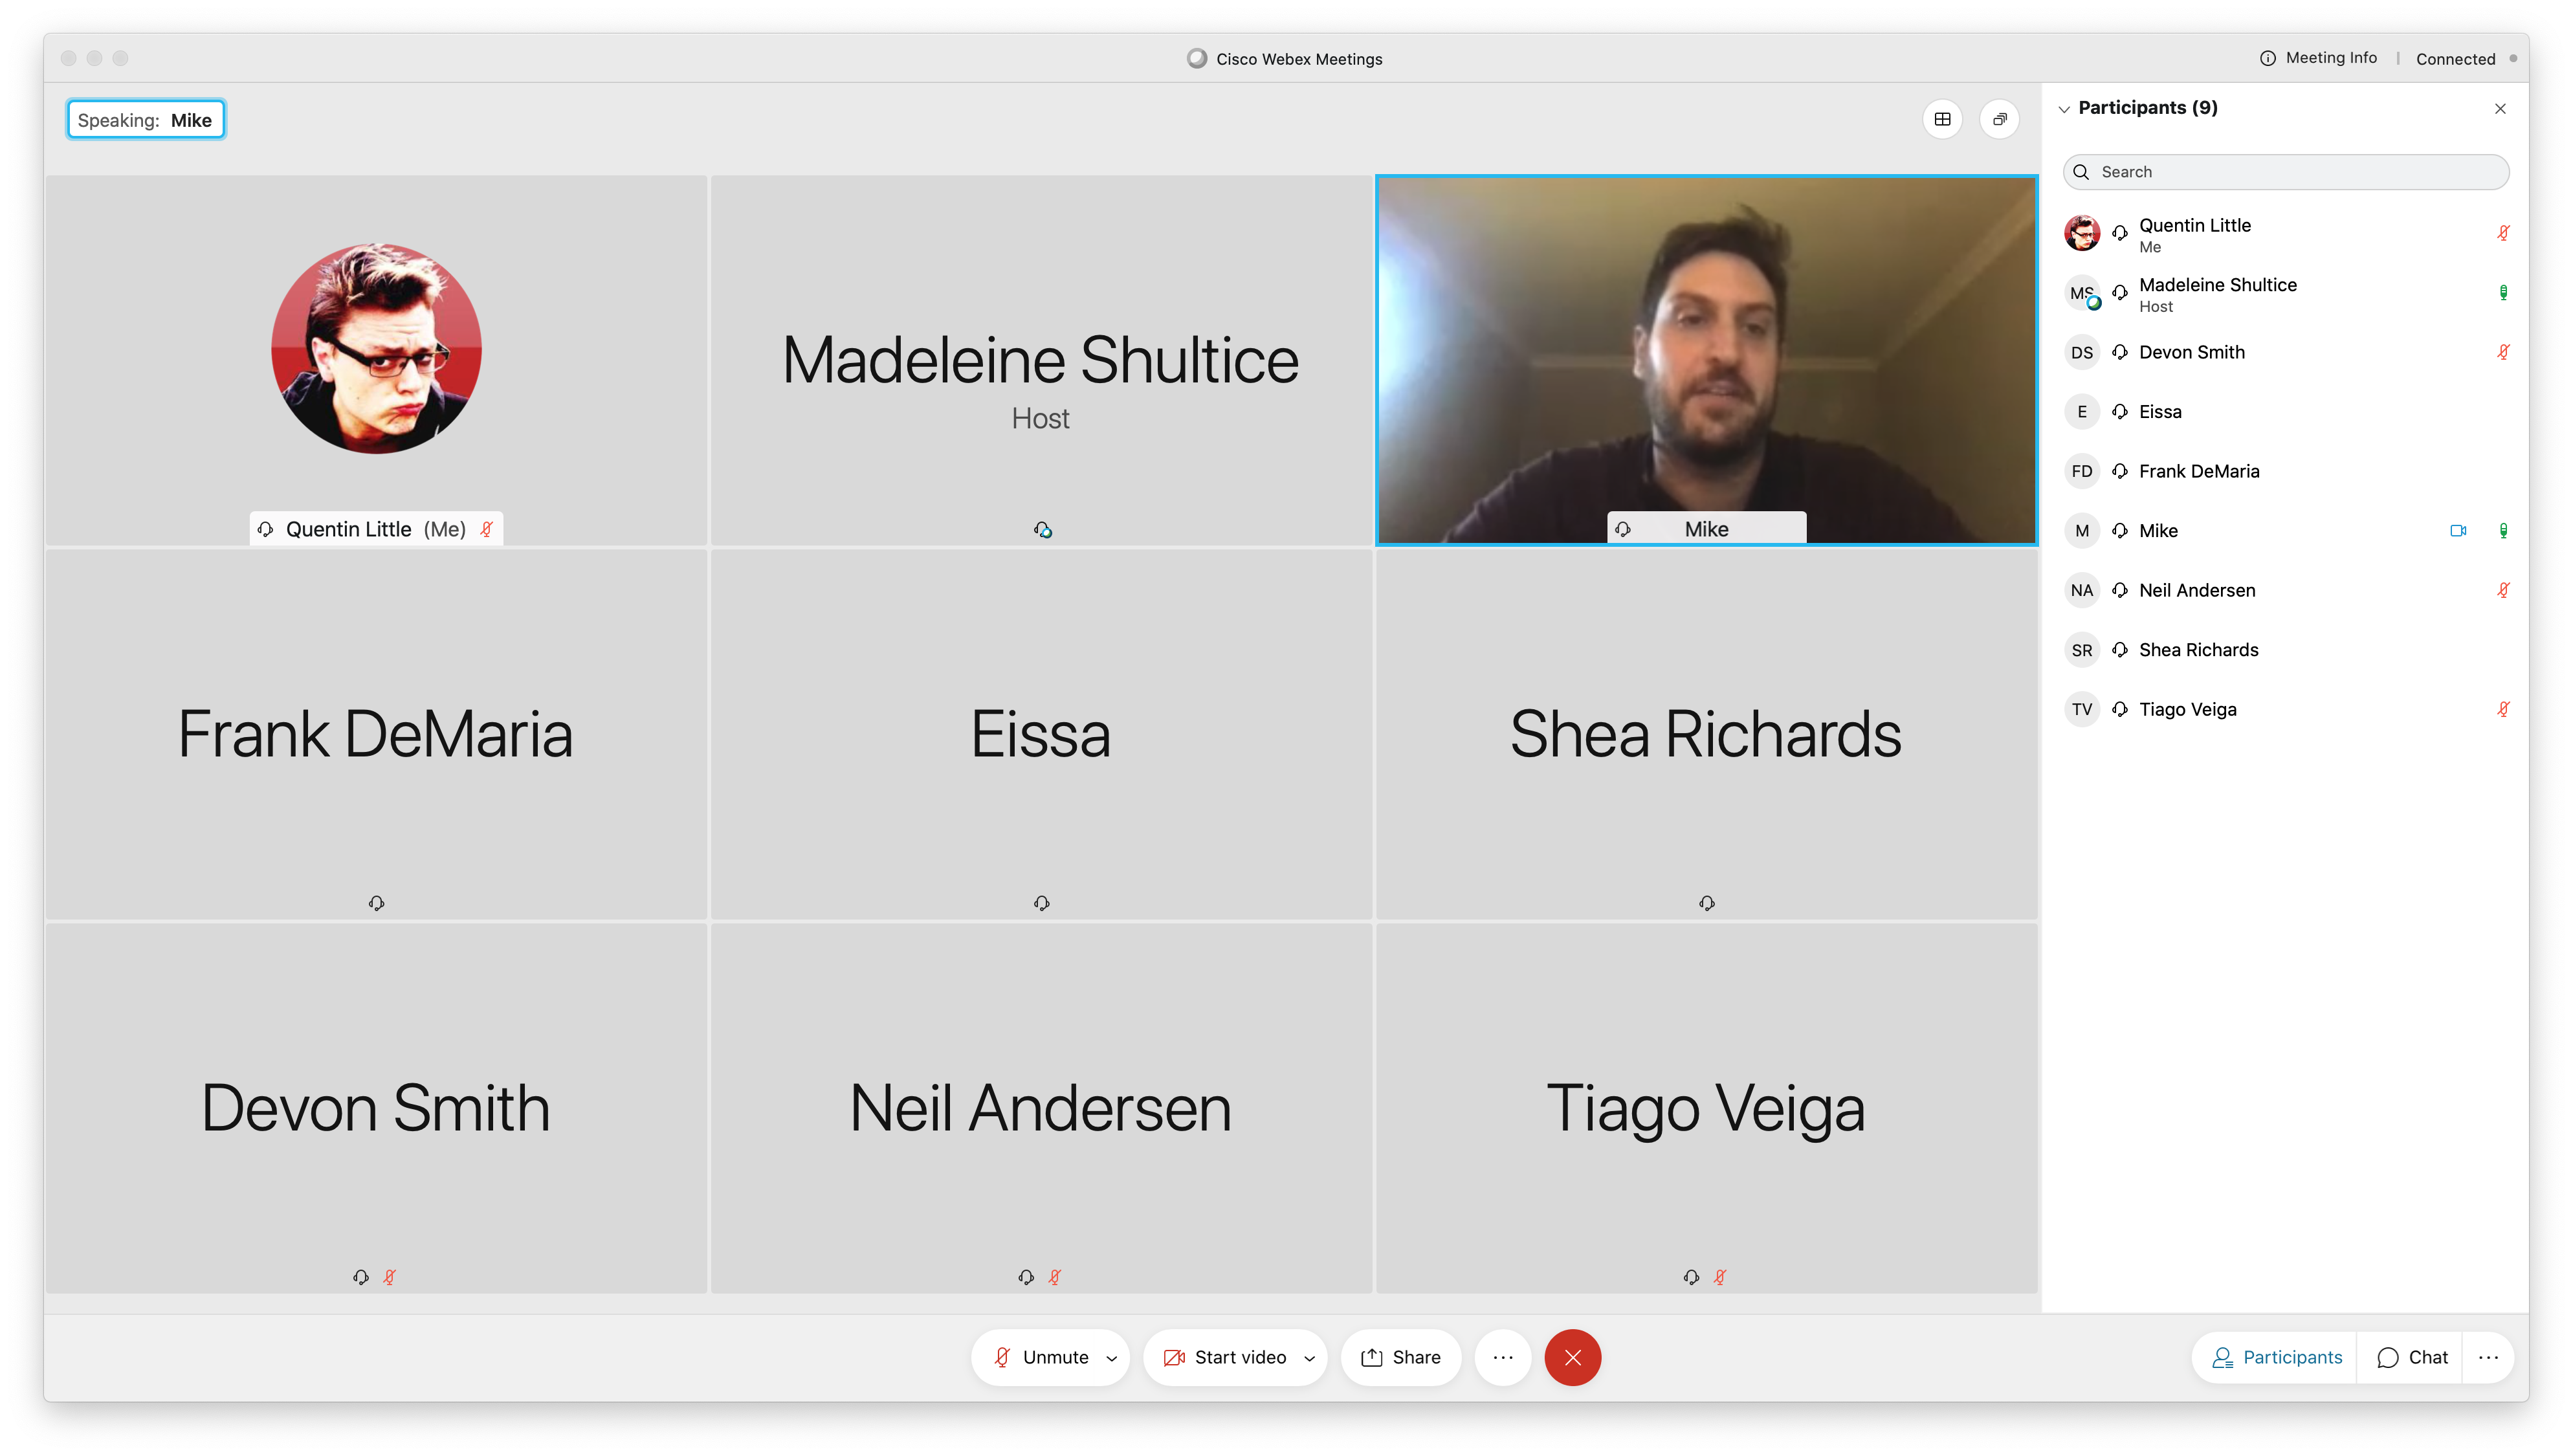 Cisco Webex Meetings
Meeting Info | Connected
Speaking: Mike
Quentin Little (Me)
Madeleine Shultice
Host
Mike
Frank DeMaria
Eissa
Shea Richards
Devon Smith
Neil Andersen
Tiago Veiga
Participants (9)
Search
Quentin Little
Me
MS
Madeleine Shultice
Host
DS Devon Smith
E Eissa
FD Frank DeMaria
M Mike
NA Neil Andersen
SR Shea Richards
TV Tiago Veiga
Unmute
Start video
Share
Participants
Chat